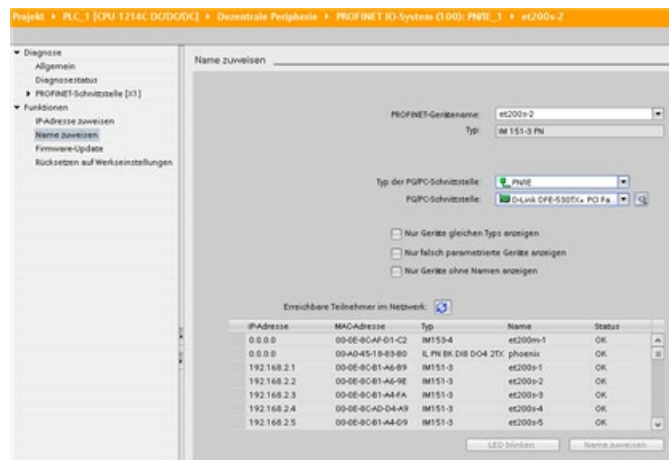 Projekt ▸ PLC_1 [CPU 1214C DC/DC/DC] ▸ Dezentrale Peripherie ▸ PROFINET IO-System (100): PN/IE_1 ▸ et200s-2
Diagnose
Allgemein
Diagnosestatus
PROFINET-Schnittstelle [X1]
Funktionen
IP-Adresse zuweisen
Name zuweisen
Firmware-Update
Rücksetzen auf Werkseinstellungen
Name zuweisen
PROFINET-Gerätename: et200s-2
Typ: IM 151-3 PN
Typ der PG/PC-Schnittstelle: PN/IE
PG/PC-Schnittstelle: D-Link DFE-530TX+ PCI Fa...
Nur Geräte gleichen Typs anzeigen
Nur falsch parametrierte Geräte anzeigen
Nur Geräte ohne Namen anzeigen
Erreichbare Teilnehmer im Netzwerk:
IP-Adresse MAC-Adresse Typ Name Status
0.0.0.0 00-0E-8C-AF-D1-C2 IM153-4 et200m-1 OK
0.0.0.0 00-A0-45-18-83-80 IL PN BK DI8 DO4 2TX phoenix OK
192.168.2.1 00-0E-8C-B1-A6-B9 IM151-3 et200s-1 OK
192.168.2.2 00-0E-8C-B1-A6-9E IM151-3 et200s-2 OK
192.168.2.3 00-0E-8C-B1-A4-FA IM151-3 et200s-3 OK
192.168.2.4 00-0E-8C-AD-D4-A9 IM151-3 et200s-4 OK
192.168.2.5 00-0E-8C-B1-A4-D9 IM151-3 et200s-5 OK
LED blinken Name zuweisen